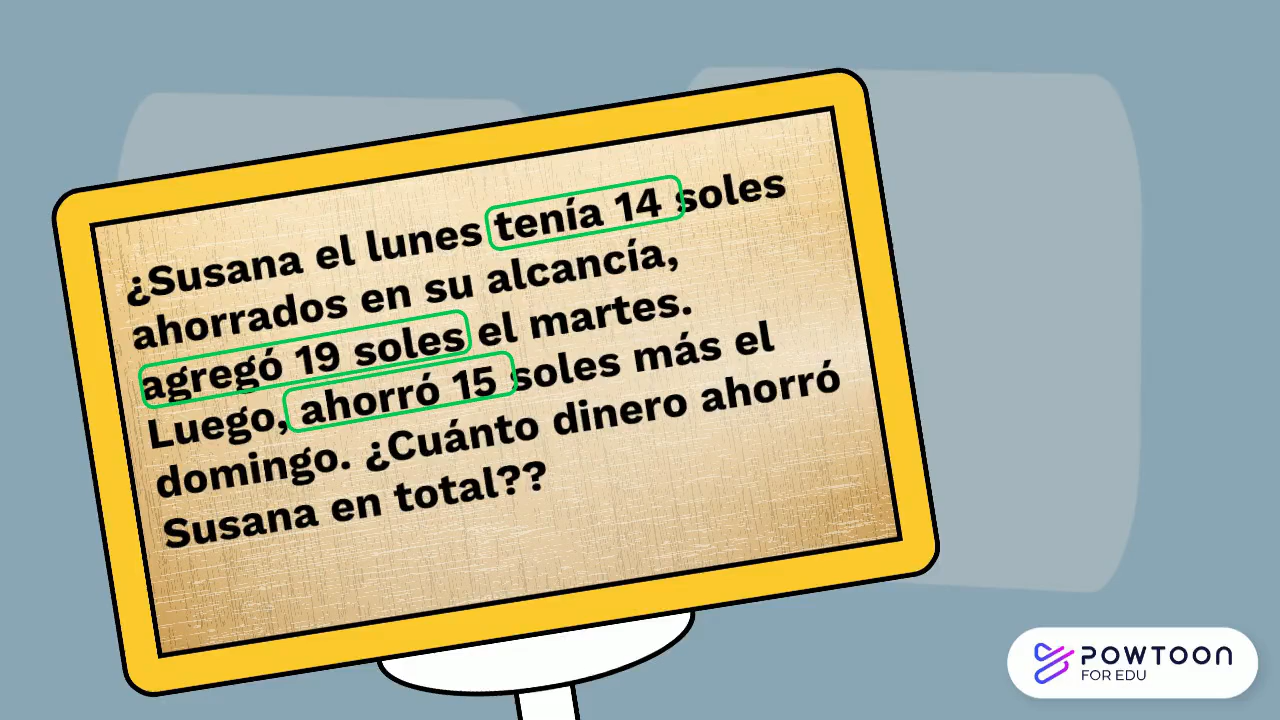 ¿Susana el lunes tenía 14 soles
ahorrados en su alcancía,
agregó 19 soles el martes.
Luego, ahorró 15 soles más el
domingo. ¿Cuánto dinero ahorró
Susana en total??
POWTOON
FOR EDU